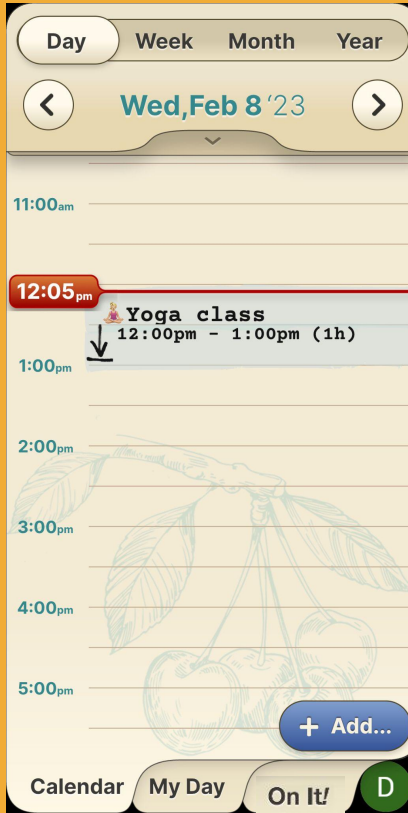 Day Week Month Year
Wed,Feb 8 '23
11:00am
12:05pm
Yoga class
12:00pm - 1:00pm (1h)
1:00pm
2:00pm
3:00pm
4:00pm
5:00pm
+ Add...
Calendar My Day On It! D